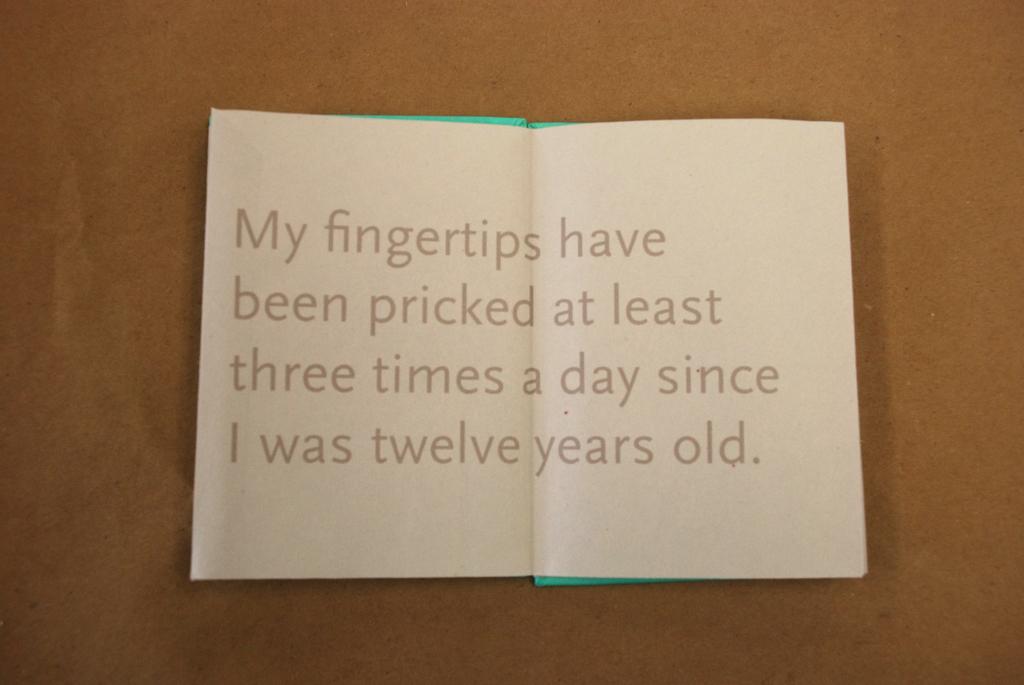 My fingertips have
been pricked at least
three times a day since
I was twelve years old.